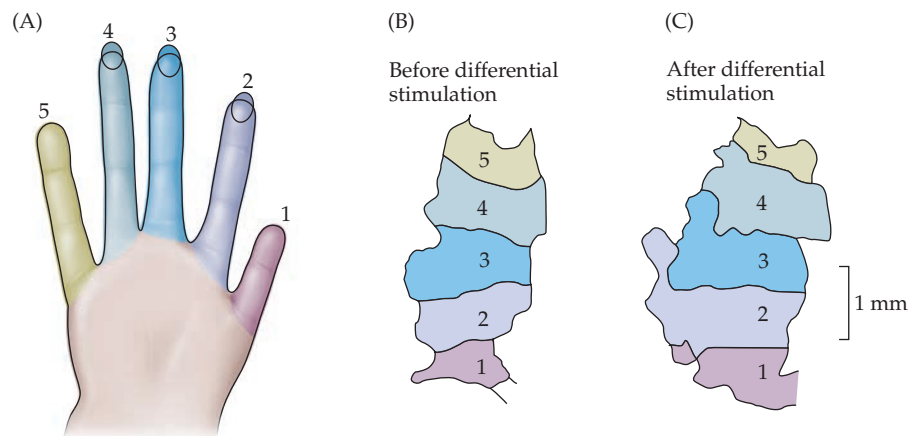 (A)
4
3
2
5
1
(B)
Before differential
stimulation
5
4
3
2
1
(C)
After differential
stimulation
5
4
3
2
1
1 mm